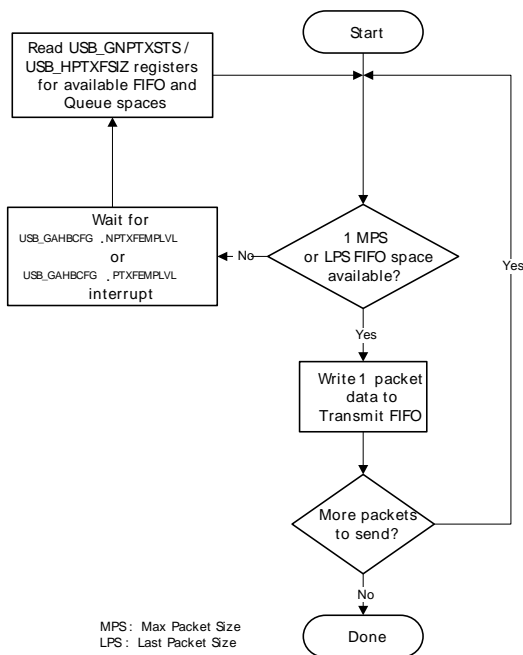 Start
Read USB_GNPTXSTS /
USB_HPTXFSIZ registers
for available FIFO and
Queue spaces
Wait for
USB_GAHBCFG .NPTXFEMPLVL
or
USB_GAHBCFG .PTXFEMPLVL
interrupt
No
1 MPS
or LPS FIFO space
available?
Yes
Yes
Write 1 packet
data to
Transmit FIFO
More packets
to send?
No
Done
MPS: Max Packet Size
LPS: Last Packet Size